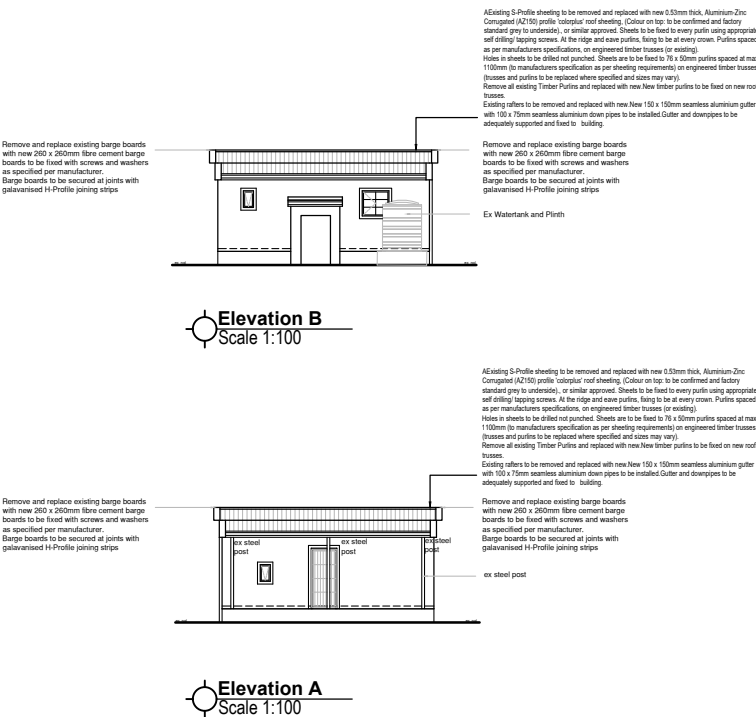 AExisting S-Profile sheeting to be removed and replaced with new 0.53mm thick, Aluminium-Zinc
Corrugated (AZ150) profile 'colorplus' roof sheeting, (Colour on top: to be confirmed and factory
standard grey to underside)., or similar approved. Sheets to be fixed to every purlin using appropriate
self drilling/ tapping screws. At the ridge and eave purlins, fixing to be at every crown. Purlins spaced
as per manufacturers specifications, on engineered timber trusses (or existing).
Holes in sheets to be drilled not punched. Sheets are to be fixed to 76 x 50mm purlins spaced at max
1100mm (to manufacturers specification as per sheeting requirements) on engineered timber trusses
(trusses and purlins to be replaced where specified and sizes may vary).
Remove all existing Timber Purlins and replaced with new.New timber purlins to be fixed on new roof
trusses.
Existing rafters to be removed and replaced with new.New 150 x 150mm seamless aluminium gutter
with 100 x 75mm seamless aluminium down pipes to be installed.Gutter and downpipes to be
adequately supported and fixed to building.
Remove and replace existing barge boards
with new 260 x 260mm fibre cement barge
boards to be fixed with screws and washers
as specified per manufacturer.
Barge boards to be secured at joints with
galavanised H-Profile joining strips
Remove and replace existing barge boards
with new 260 x 260mm fibre cement barge
boards to be fixed with screws and washers
as specified per manufacturer.
Barge boards to be secured at joints with
galavanised H-Profile joining strips
Ex Watertank and Plinth
Elevation B
Scale 1:100
AExisting S-Profile sheeting to be removed and replaced with new 0.53mm thick, Aluminium-Zinc
Corrugated (AZ150) profile 'colorplus' roof sheeting, (Colour on top: to be confirmed and factory
standard grey to underside)., or similar approved. Sheets to be fixed to every purlin using appropriate
self drilling/ tapping screws. At the ridge and eave purlins, fixing to be at every crown. Purlins spaced
as per manufacturers specifications, on engineered timber trusses (or existing).
Holes in sheets to be drilled not punched. Sheets are to be fixed to 76 x 50mm purlins spaced at max
1100mm (to manufacturers specification as per sheeting requirements) on engineered timber trusses
(trusses and purlins to be replaced where specified and sizes may vary).
Remove all existing Timber Purlins and replaced with new.New timber purlins to be fixed on new roof
trusses.
Existing rafters to be removed and replaced with new.New 150 x 150mm seamless aluminium gutter
with 100 x 75mm seamless aluminium down pipes to be installed.Gutter and downpipes to be
adequately supported and fixed to building.
Remove and replace existing barge boards
with new 260 x 260mm fibre cement barge
boards to be fixed with screws and washers
as specified per manufacturer.
Barge boards to be secured at joints with
galavanised H-Profile joining strips
ex steel
post
ex steel
post
ex steel
post
Remove and replace existing barge boards
with new 260 x 260mm fibre cement barge
boards to be fixed with screws and washers
as specified per manufacturer.
Barge boards to be secured at joints with
galavanised H-Profile joining strips
ex steel post
Elevation A
Scale 1:100